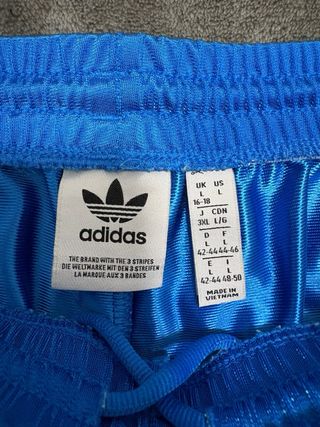 adidas
THE BRAND WITH THE 3 STRIPES
DIE WELTMARKE MIT DEN 3 STREIFEN
LA MARQUE AUX 3 BANDES
UK US
L L
16-18
J CDN
3XL L/G
D F
L L
42-44 44-46
E I
L L
42-44 48-50
MADE IN
VIETNAM